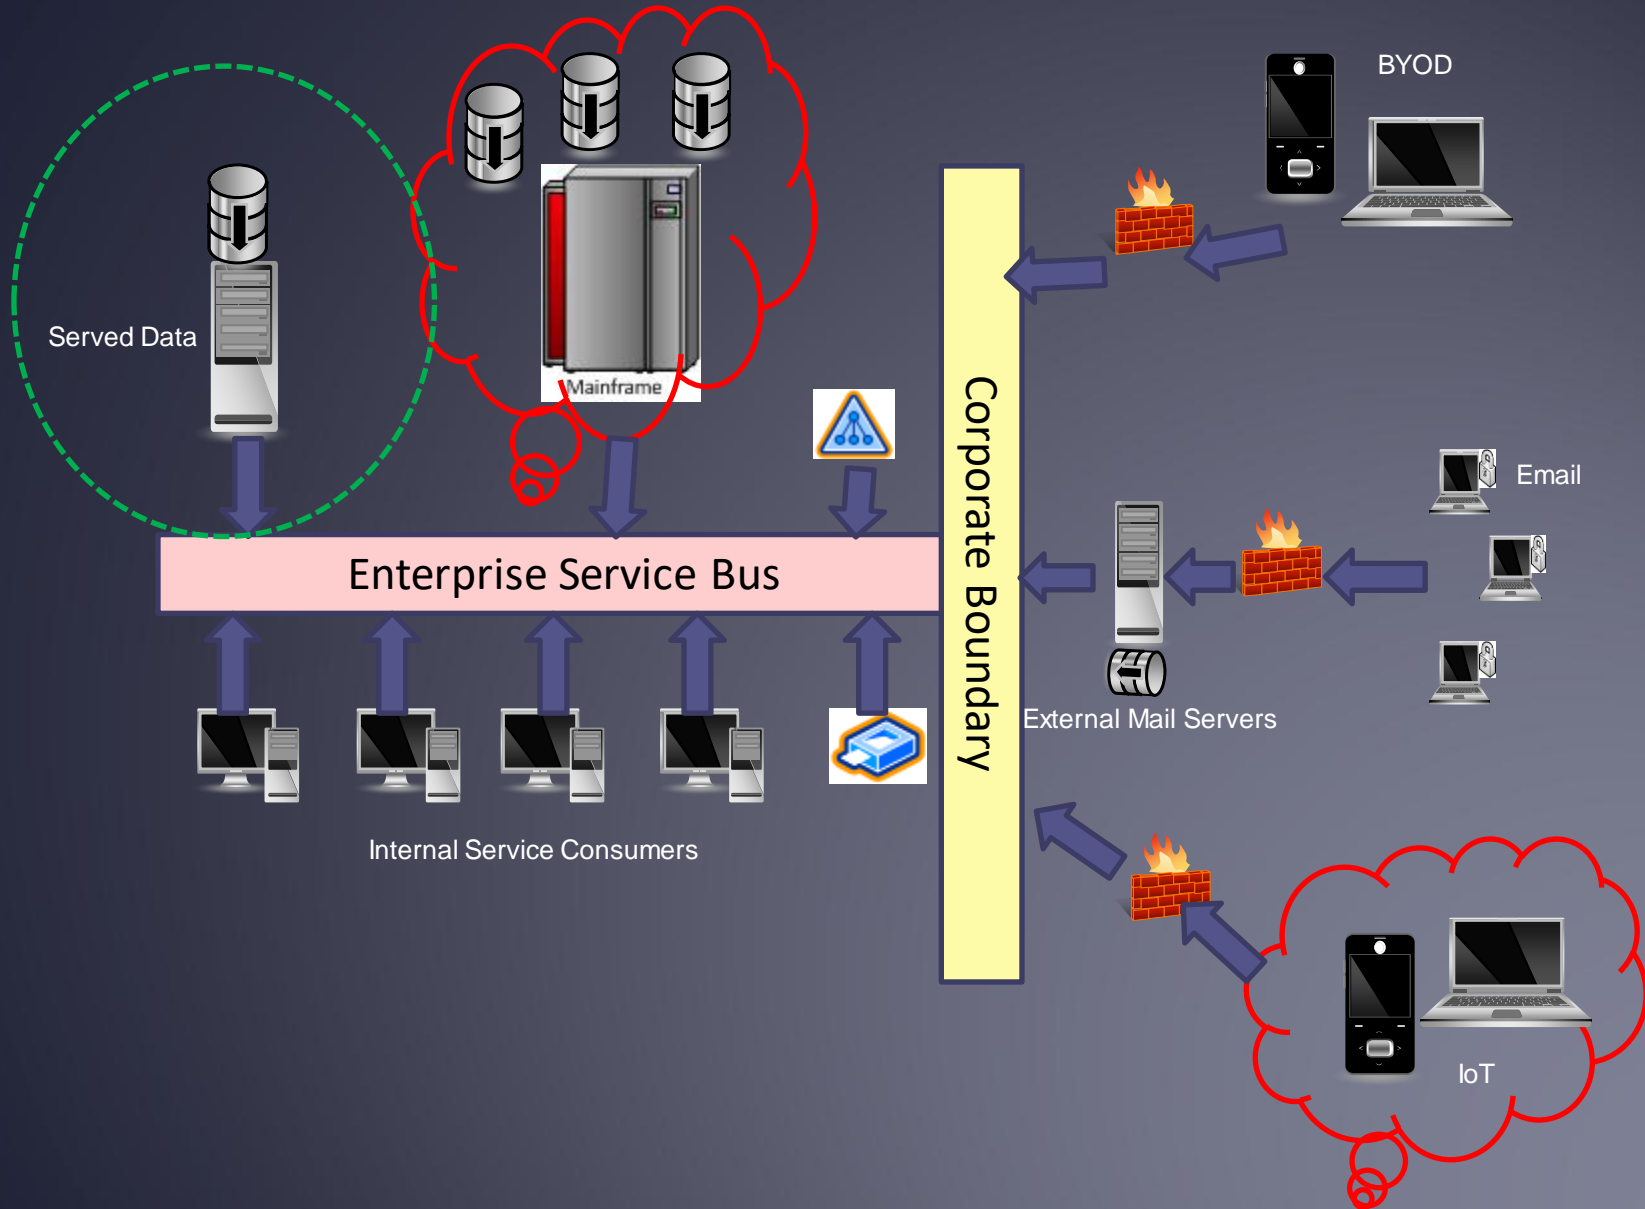 BYOD
Served Data
Mainframe
Corporate Boundary
Email
Enterprise Service Bus
External Mail Servers
Internal Service Consumers
IoT